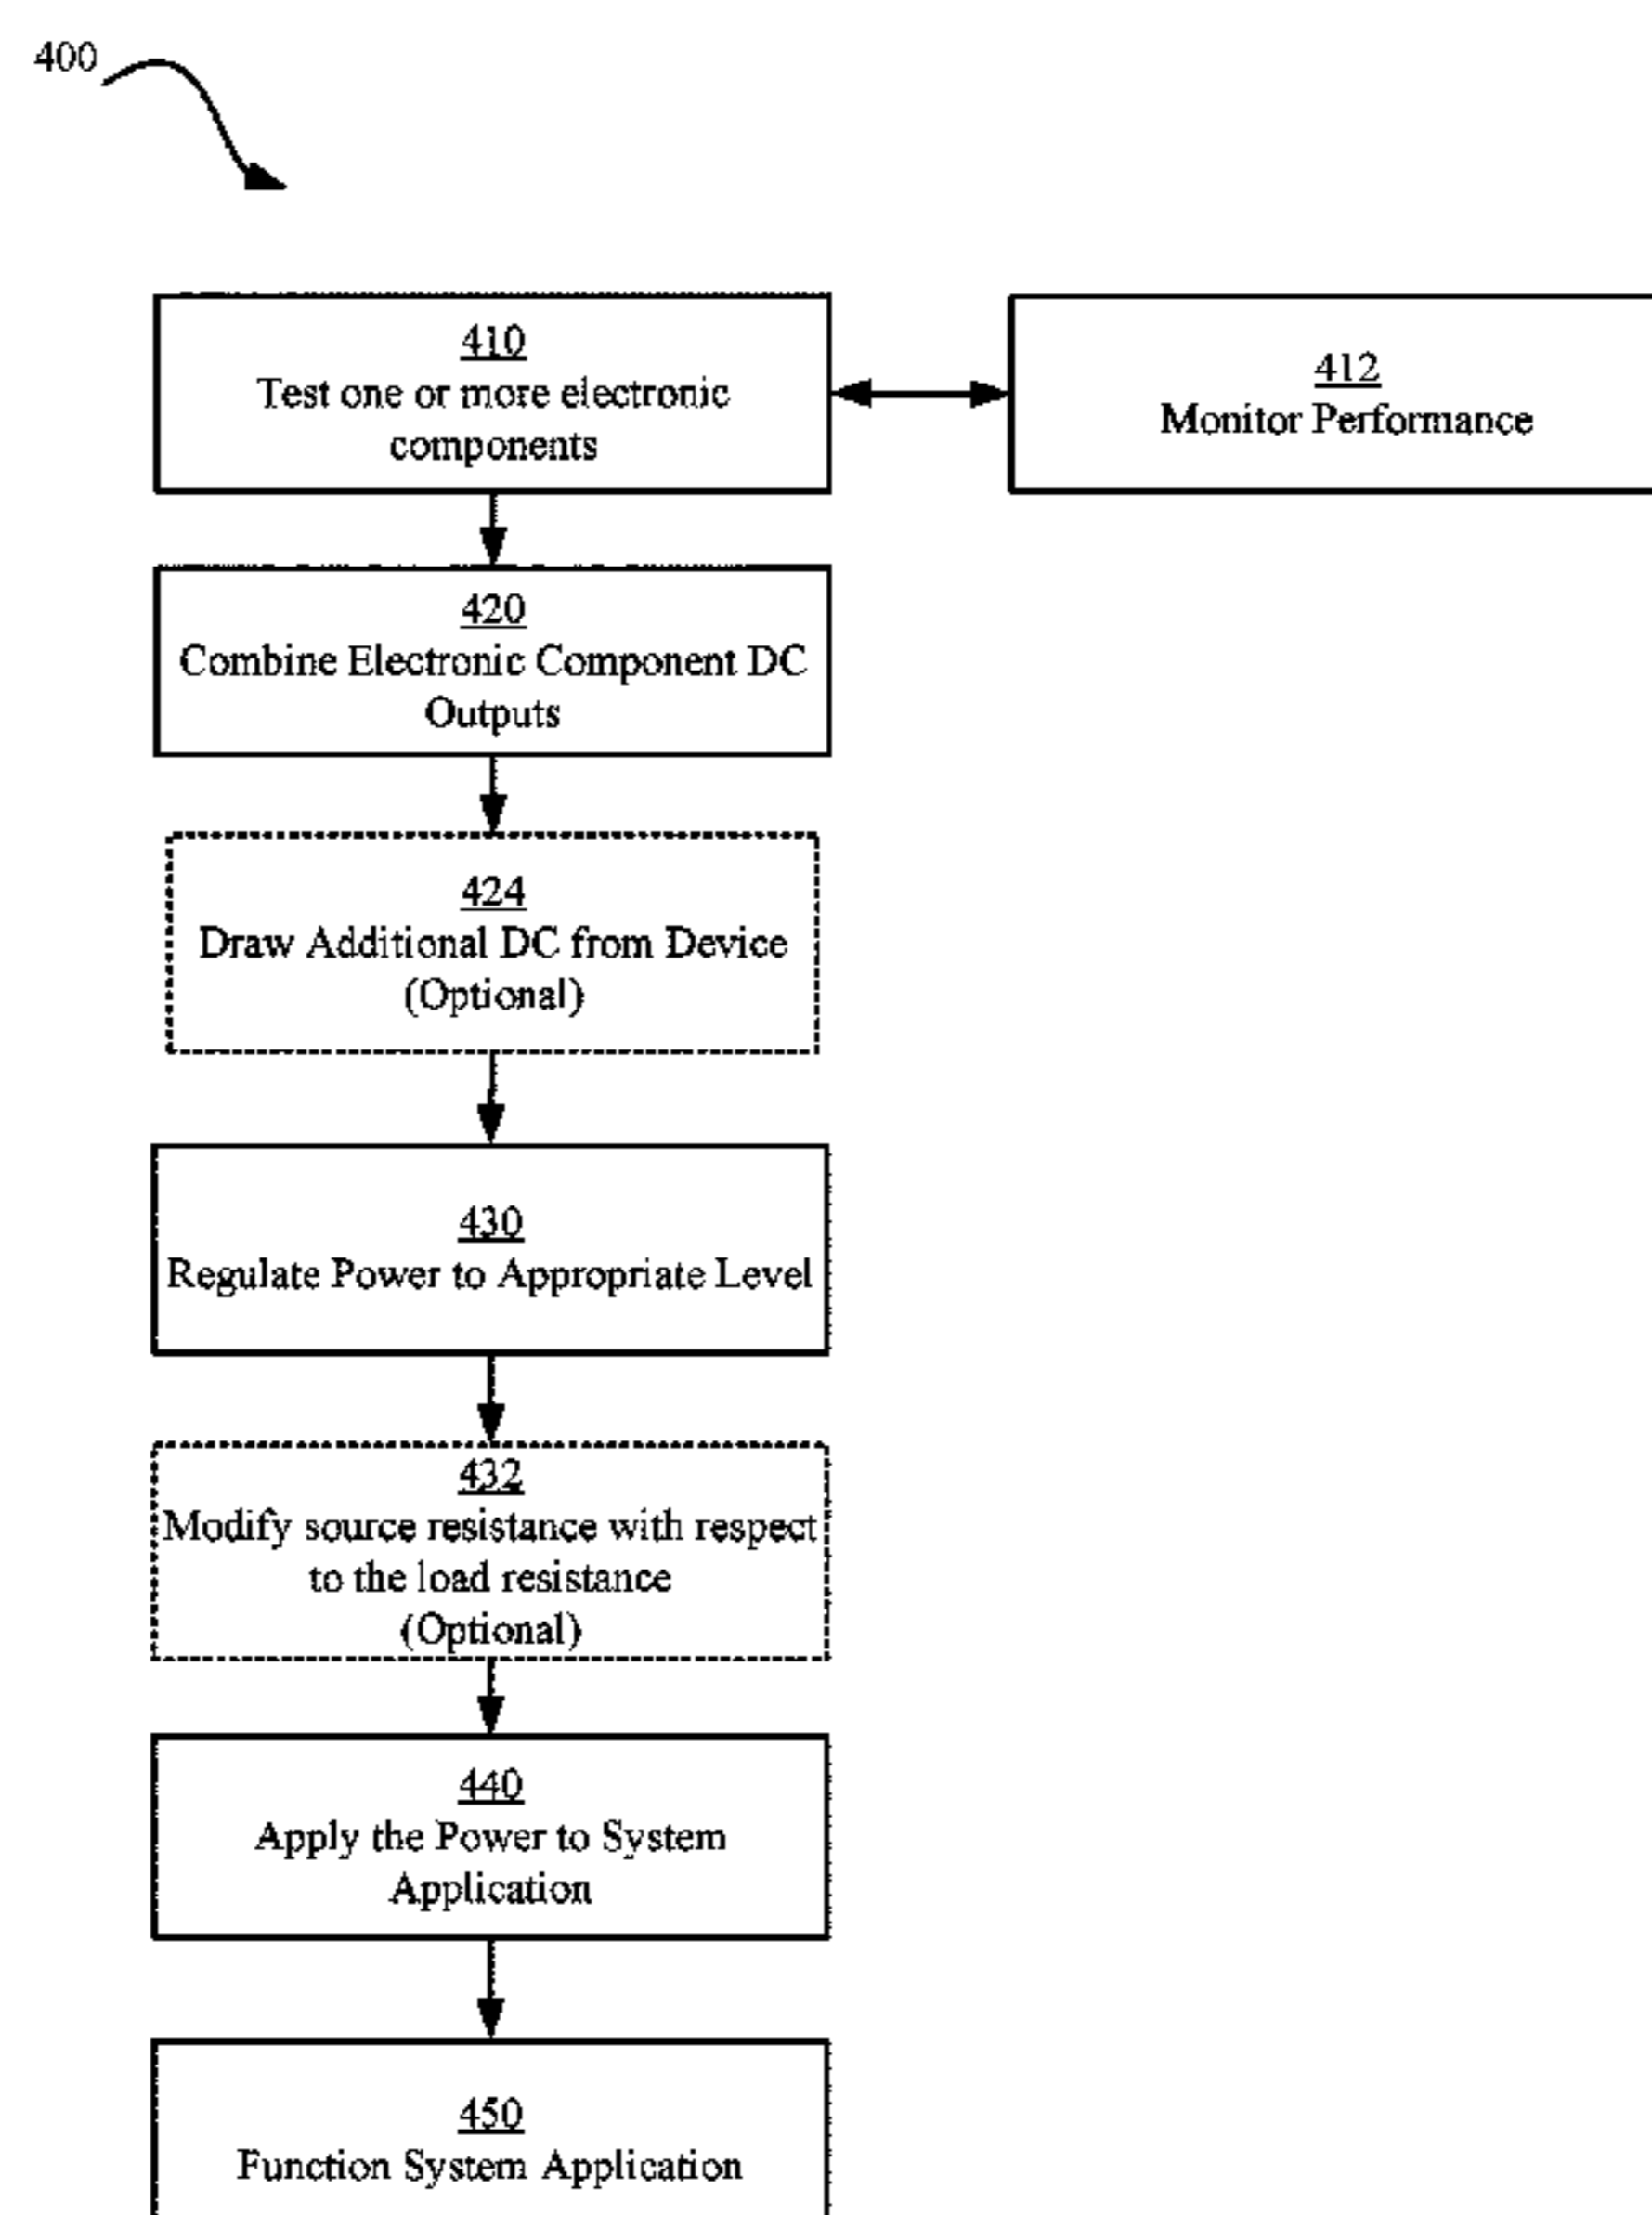 400
410
Test one or more electronic
components
412
Monitor Performance
420
Combine Electronic Component DC
Outputs
424
Draw Additional DC from Device
(Optional)
430
Regulate Power to Appropriate Level
432
Modify source resistance with respect
to the load resistance
(Optional)
440
Apply the Power to System
Application
450
Function System Application